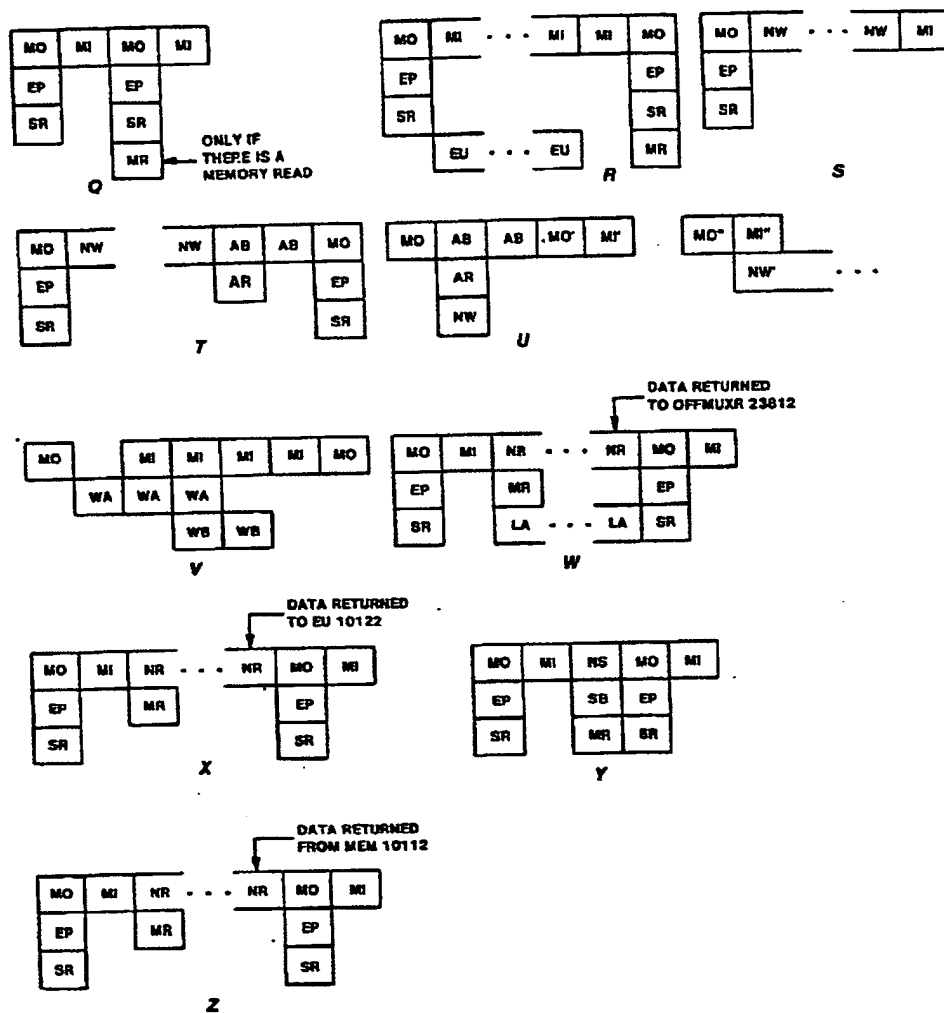 MO MI MO MI
EP EP
SR SR
MR
ONLY IF
THERE IS A
MEMORY READ
Q
MO MI • • • MI MI MO
EP EP
SR SR
EU • • • EU MR
R
MO NW • • • NW MI
EP
SR
S
MO NW NW AB AB MO
EP AR EP
SR SR
T
MO AB AB MO' MI'
AR
NW
U
MO" MI"
NW' • • •
MO MI MI MI MI MO
WA WA WA
WB WB
V
DATA RETURNED
TO OFFMUXR 23812
MO MI NR • • • NR MO MI
EP MR EP
SR LA • • • LA SR
W
DATA RETURNED
TO EU 10122
MO MI NR • • • NR MO MI
EP MR EP
SR SR
X
MO MI NS MO MI
EP SB EP
SR MR SR
Y
DATA RETURNED
FROM MEM 10112
MO MI NR • • • NR MO MI
EP MR EP
SR SR
Z